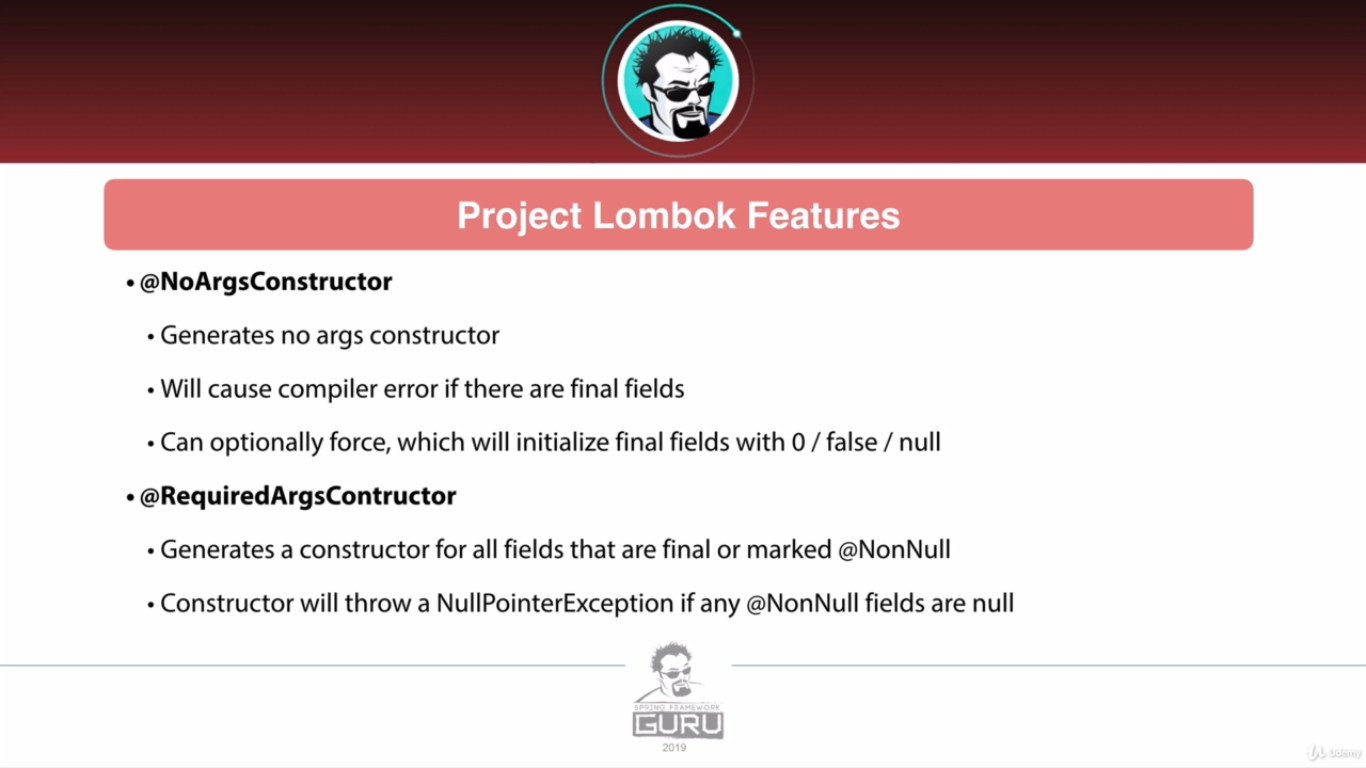 Project Lombok Features
• @NoArgsConstructor
• Generates no args constructor
• Will cause compiler error if there are final fields
• Can optionally force, which will initialize final fields with 0 / false / null
• @RequiredArgsContructor
• Generates a constructor for all fields that are final or marked @NonNull
• Constructor will throw a NullPointerException if any @NonNull fields are null
SPRING FRAMEWORK
GURU
2019
Udemy